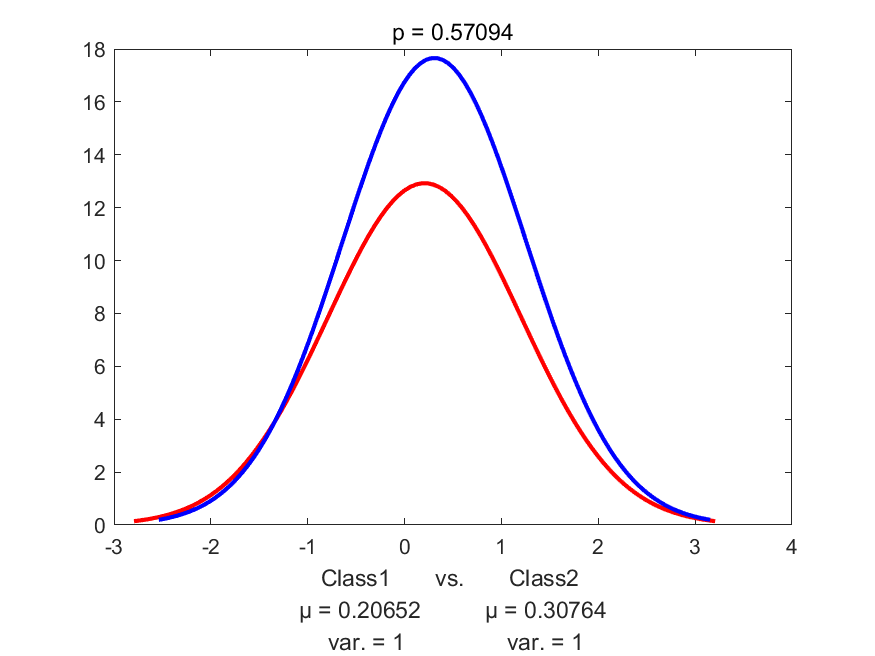 p = 0.57094
18
16
14
12
10
8
6
4
2
0
-3 -2 -1 0 1 2 3 4
Class1 vs. Class2
μ = 0.20652 μ = 0.30764
var. = 1 var. = 1